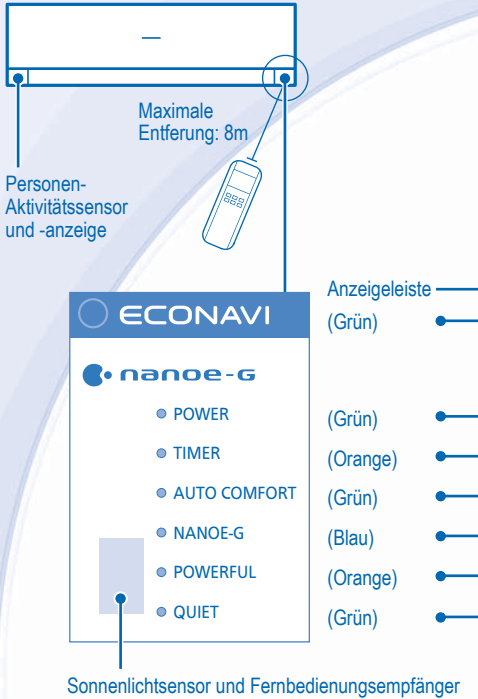 Maximale
Entferung: 8m
Personen-
Aktivitätssensor
und -anzeige
Anzeigeleiste
ECONAVI
(Grün)
nanoe-G
POWER
(Grün)
TIMER
(Orange)
AUTO COMFORT
(Grün)
NANOE-G
(Blau)
POWERFUL
(Orange)
QUIET
(Grün)
Sonnenlichtsensor und Fernbedienungsempfänger